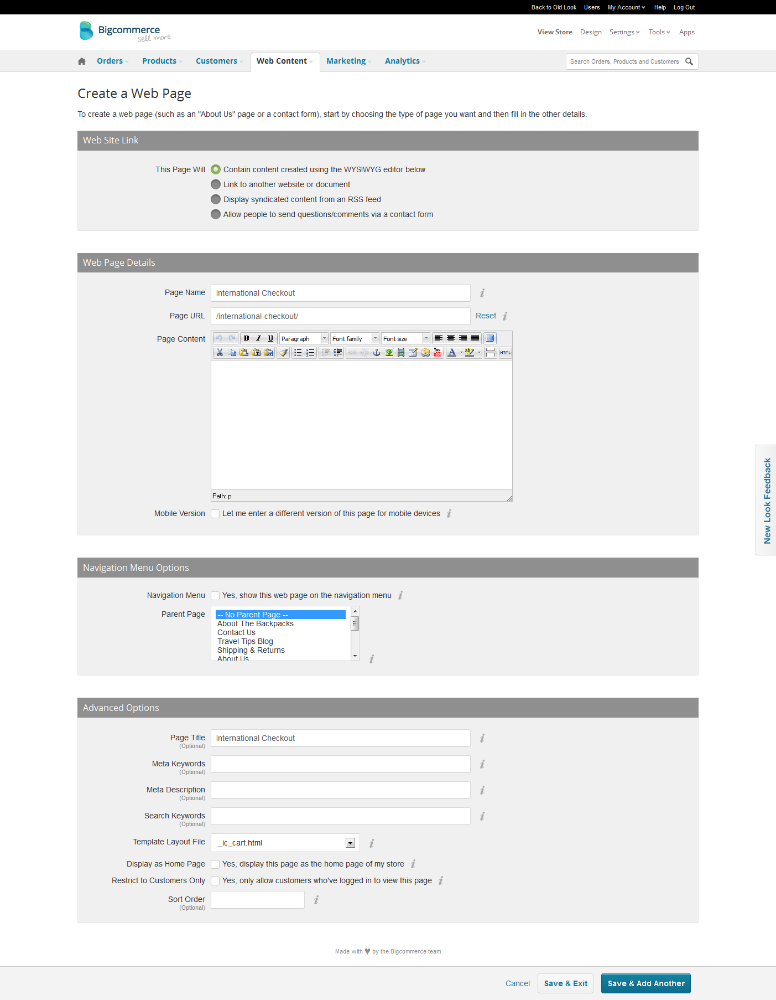 Back to Old Look Users My Account Help Log Out
Bigcommerce
sell more
View Store Design Settings Tools Apps
Orders Products Customers Web Content Marketing Analytics
Search Orders, Products and Customers
Create a Web Page
To create a web page (such as an "About Us" page or a contact form), start by choosing the type of page you want and then fill in the other details.
Web Site Link
This Page Will Contain content created using the WYSIWYG editor below
Link to another website or document
Display syndicated content from an RSS feed
Allow people to send questions/comments via a contact form
Web Page Details
Page Name International Checkout
Page URL /international-checkout/ Reset
Page Content B I U Paragraph Font family Font size
You Tube A ab HTML
Path: p
Mobile Version Let me enter a different version of this page for mobile devices
New Look Feedback
Navigation Menu Options
Navigation Menu Yes, show this web page on the navigation menu
Parent Page -- No Parent Page --
About The Backpacks
Contact Us
Travel Tips Blog
Shipping & Returns
About Us
Advanced Options
Page Title International Checkout
(Optional)
Meta Keywords
(Optional)
Meta Description
(Optional)
Search Keywords
(Optional)
Template Layout File _ic_cart.html
Display as Home Page Yes, display this page as the home page of my store
Restrict to Customers Only Yes, only allow customers who've logged in to view this page
Sort Order
(Optional)
Made with ♥ by the Bigcommerce team
Cancel Save & Exit Save & Add Another